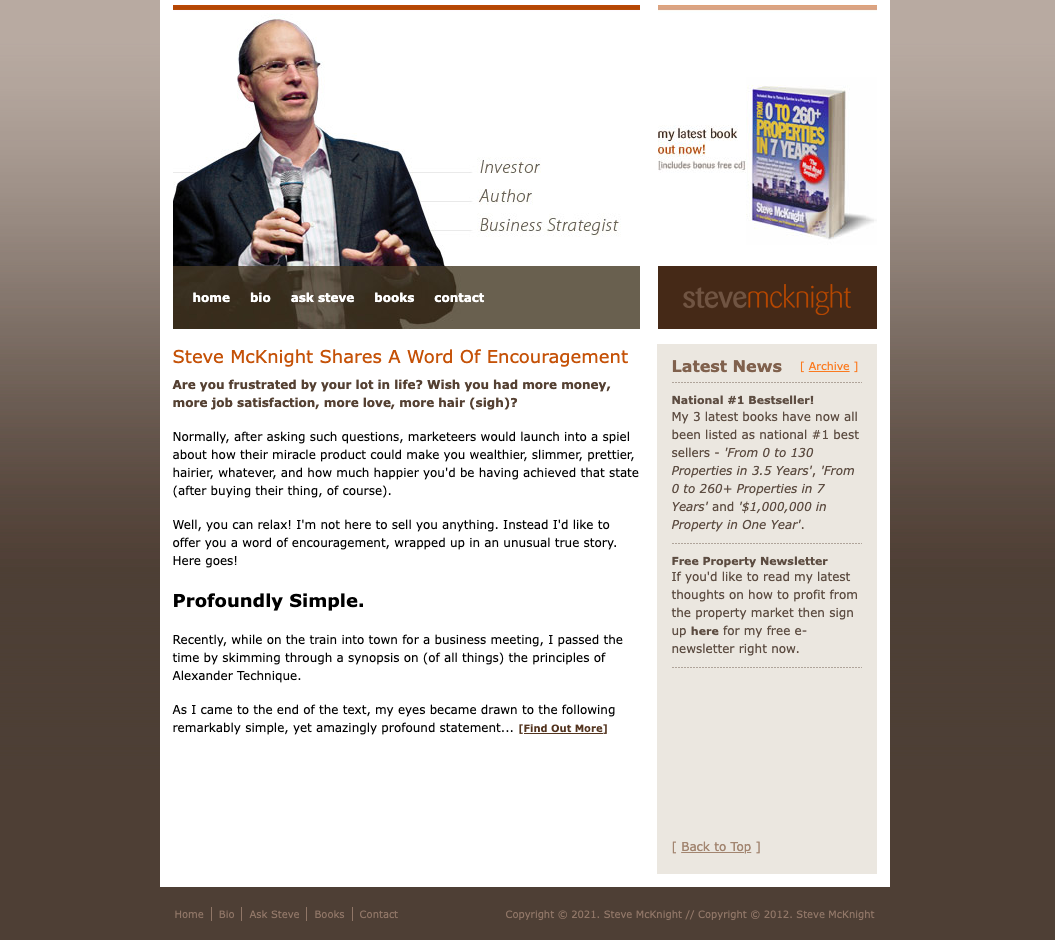 Investor
Author
Business Strategist
my latest book
out now!
[includes bonus free cd]
FROM 0 TO 260+
PROPERTIES
IN 7 YEARS
Steve McKnight
home bio ask steve books contact
stevemcknight
Steve McKnight Shares A Word Of Encouragement
Are you frustrated by your lot in life? Wish you had more money,
more job satisfaction, more love, more hair (sigh)?
Normally, after asking such questions, marketeers would launch into a spiel
about how their miracle product could make you wealthier, slimmer, prettier,
hairier, whatever, and how much happier you'd be having achieved that state
(after buying their thing, of course).
Well, you can relax! I'm not here to sell you anything. Instead I'd like to
offer you a word of encouragement, wrapped up in an unusual true story.
Here goes!
Profoundly Simple.
Recently, while on the train into town for a business meeting, I passed the
time by skimming through a synopsis on (of all things) the principles of
Alexander Technique.
As I came to the end of the text, my eyes became drawn to the following
remarkably simple, yet amazingly profound statement... [Find Out More]
Latest News [ Archive ]
National #1 Bestseller!
My 3 latest books have now all
been listed as national #1 best
sellers - 'From 0 to 130
Properties in 3.5 Years', 'From
0 to 260+ Properties in 7
Years' and '$1,000,000 in
Property in One Year'.
Free Property Newsletter
If you'd like to read my latest
thoughts on how to profit from
the property market then sign
up here for my free e-
newsletter right now.
[ Back to Top ]
Home Bio Ask Steve Books Contact
Copyright © 2021. Steve McKnight // Copyright © 2012. Steve McKnight